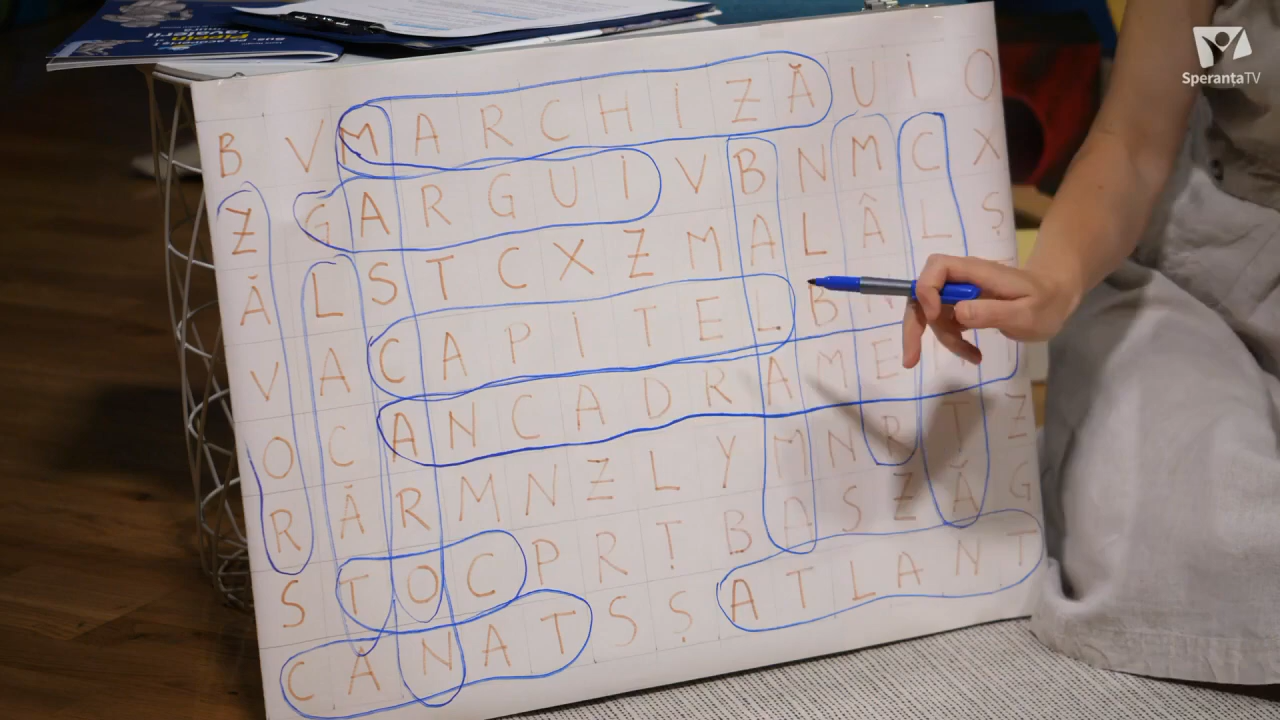 SperantaTV
B V M A R C H I Z Ă U I O
Z G A R G U I V B N M C X
Ă L S T C X Z M A L Â L Ș
V A C A P I T E L B
O C A N C A D R A M E
R Ă R M N Z L Y M N R T Z
S T O C P R Ț B A S Z Ă G
C Ă N A T S Ș A T L A N T